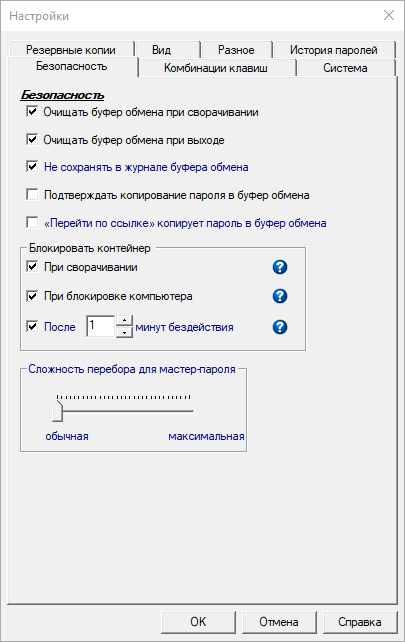 Настройки
Резервные копии Вид Разное История паролей
Безопасность Комбинации клавиш Система
Безопасность
Очищать буфер обмена при сворачивании
Очищать буфер обмена при выходе
Не сохранять в журнале буфера обмена
Подтверждать копирование пароля в буфер обмена
«Перейти по ссылке» копирует пароль в буфер обмена
Блокировать контейнер
При сворачивании ?
При блокировке компьютера ?
После 1 минут бездействия ?
Сложность перебора для мастер-пароля
обычная максимальная
OK Отмена Справка